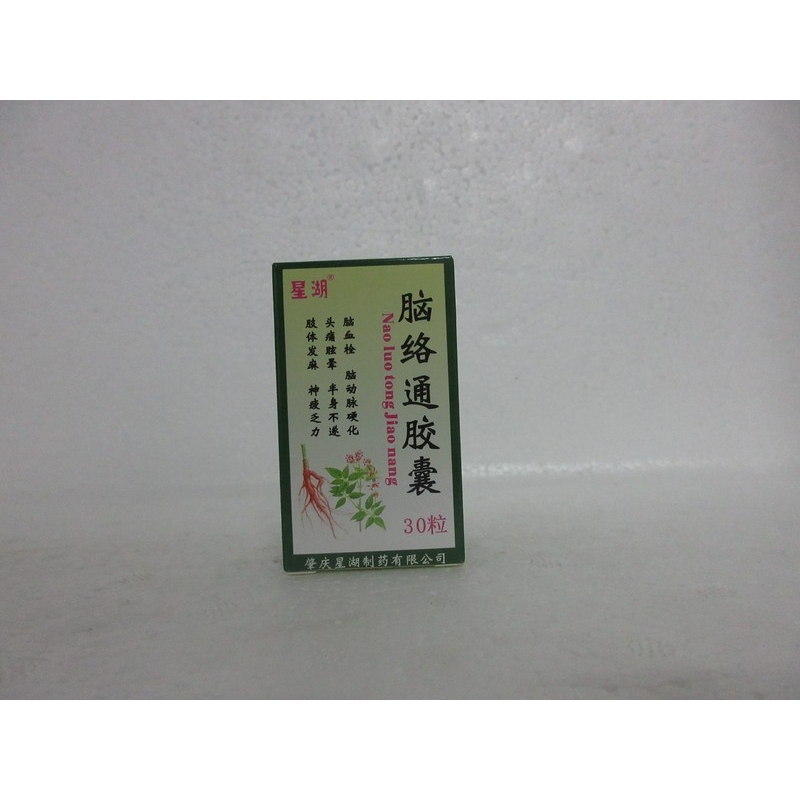 星湖®
脑络通胶囊
Nao luo tong Jiao nang
脑血栓 脑动脉硬化
头痛眩晕 半身不遂
肢体发麻 神疲乏力
30粒
肇庆星湖制药有限公司